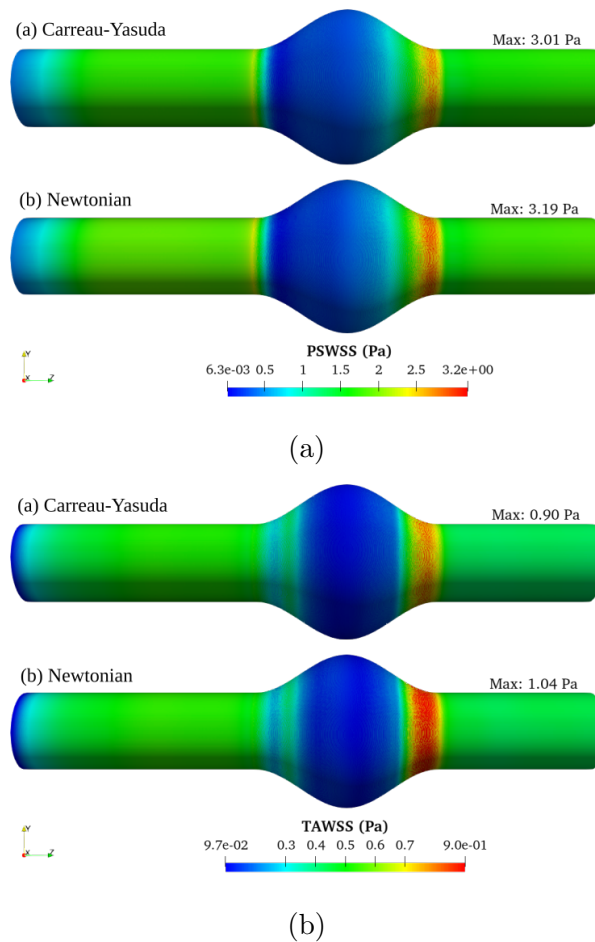 (a) Carreau-Yasuda
Max: 3.01 Pa
(b) Newtonian
Max: 3.19 Pa
PSWSS (Pa)
6.3e-03 0.5 1 1.5 2 2.5 3.2e+00
Y
X Z
(a)
(a) Carreau-Yasuda
Max: 0.90 Pa
(b) Newtonian
Max: 1.04 Pa
TAWSS (Pa)
9.7e-02 0.3 0.4 0.5 0.6 0.7 9.0e-01
Y
X Z
(b)